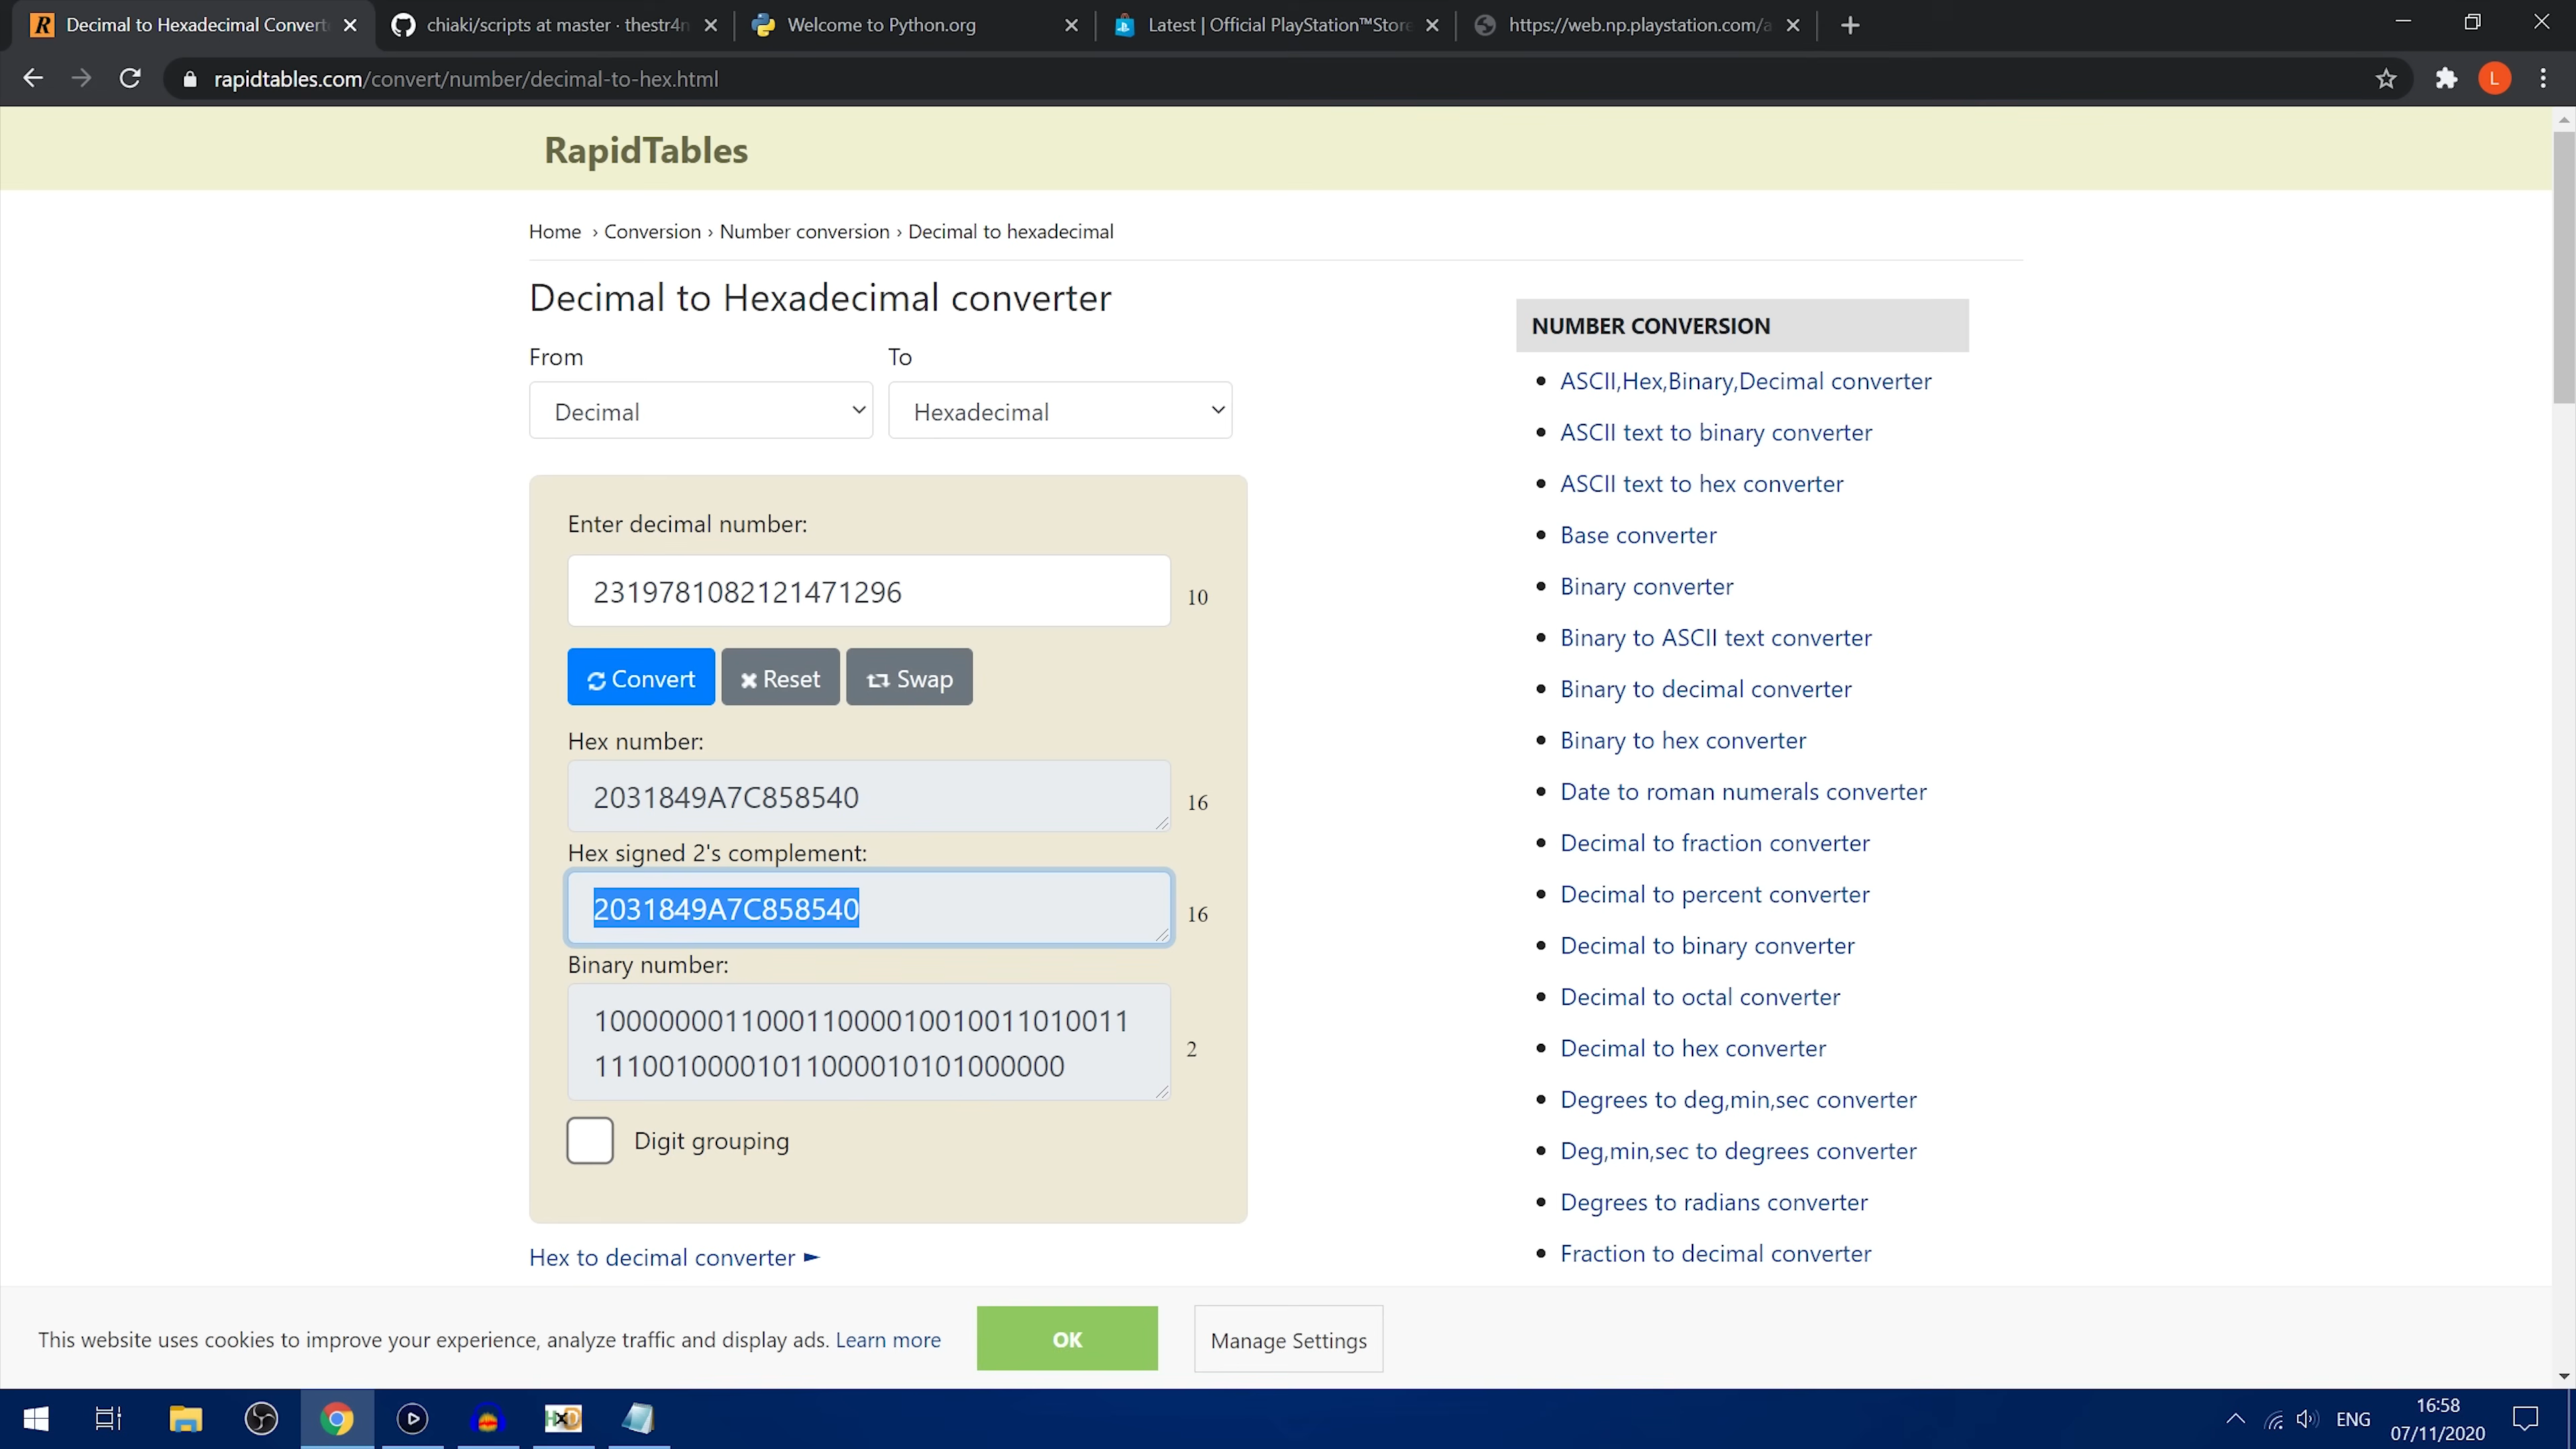 Decimal to Hexadecimal Converte
chiaki/scripts at master · thestr4n
Welcome to Python.org
Latest | Official PlayStation™Store
https://web.np.playstation.com/a
rapidtables.com/convert/number/decimal-to-hex.html
L
RapidTables
Home › Conversion › Number conversion › Decimal to hexadecimal
Decimal to Hexadecimal converter
From To
Decimal Hexadecimal
Enter decimal number:
2319781082121471296 10
Convert Reset Swap
Hex number:
2031849A7C858540 16
Hex signed 2's complement:
2031849A7C858540 16
Binary number:
100000001100011000010010011010011
11100100001011000010101000000 2
Digit grouping
Hex to decimal converter ►
NUMBER CONVERSION
ASCII,Hex,Binary,Decimal converter
ASCII text to binary converter
ASCII text to hex converter
Base converter
Binary converter
Binary to ASCII text converter
Binary to decimal converter
Binary to hex converter
Date to roman numerals converter
Decimal to fraction converter
Decimal to percent converter
Decimal to binary converter
Decimal to octal converter
Decimal to hex converter
Degrees to deg,min,sec converter
Deg,min,sec to degrees converter
Degrees to radians converter
Fraction to decimal converter
This website uses cookies to improve your experience, analyze traffic and display ads. Learn more
OK
Manage Settings
HxD
ENG
16:58
07/11/2020